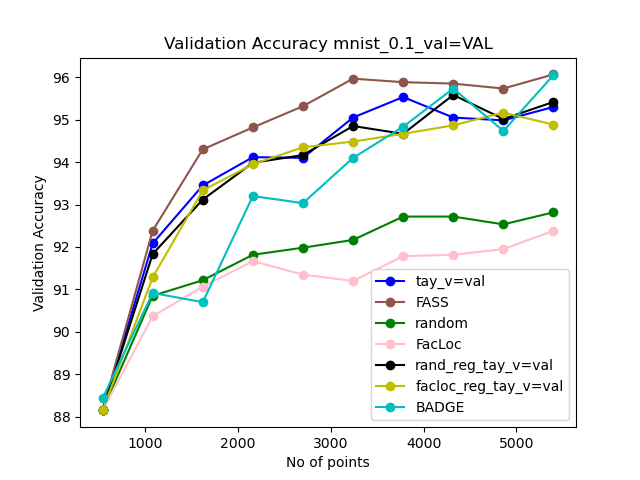 Validation Accuracy mnist_0.1_val=VAL
Validation Accuracy
96
95
94
93
92
91
90
89
88
1000
2000
3000
4000
5000
No of points
tay_v=val
FASS
random
FacLoc
rand_reg_tay_v=val
facloc_reg_tay_v=val
BADGE